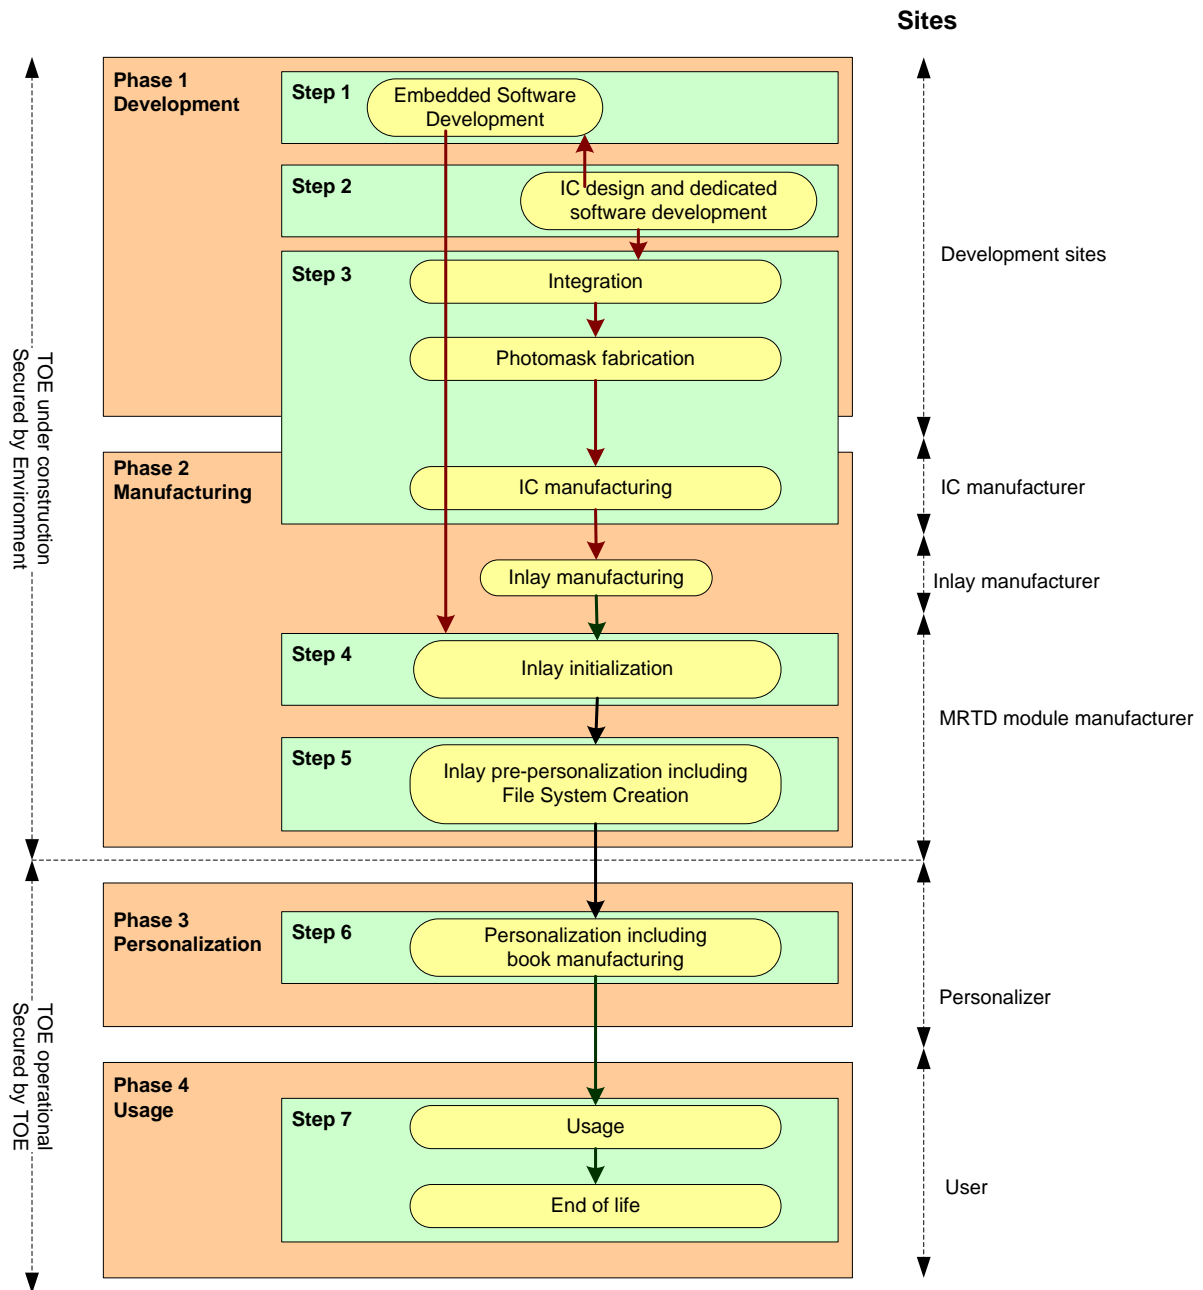 Sites
Phase 1
Development
Step 1
Embedded Software
Development
Step 2
IC design and dedicated
software development
Step 3
Integration
Photomask fabrication
Development sites
TOE under construction
Secured by Environment
Phase 2
Manufacturing
IC manufacturing
IC manufacturer
Inlay manufacturing
Inlay manufacturer
Step 4
Inlay initialization
MRTD module manufacturer
Step 5
Inlay pre-personalization including
File System Creation
Phase 3
Personalization
Step 6
Personalization including
book manufacturing
Personalizer
TOE operational
Secured by TOE
Phase 4
Usage
Step 7
Usage
End of life
User